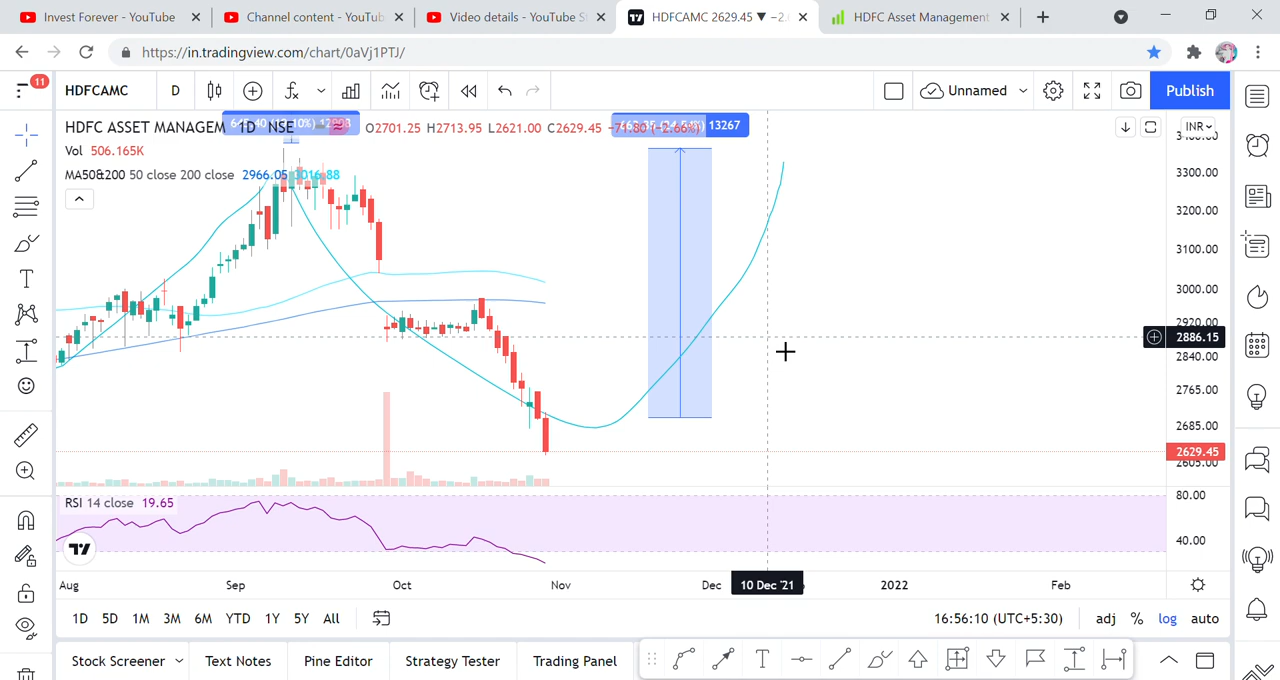 Invest Forever - YouTube
Channel content - YouTub
Video details - YouTube S
HDFCAMC 2629.45 ▼ −2.
HDFC Asset Management
https://in.tradingview.com/chart/0aVj1PTJ/
11
HDFCAMC
D
Unnamed
Publish
HDFC ASSET MANAGEM 1D NSE O2701.25 H2713.95 L2621.00 C2629.45 −71.80 (−2.66%) 13267
Vol 506.165K
MA50&200 50 close 200 close 2966.05 3016.88
INR
3300.00
3200.00
3100.00
3000.00
2920.00
2886.15
2840.00
2765.00
2685.00
2629.45
2605.00
RSI 14 close 19.65
80.00
40.00
Aug Sep Oct Nov Dec 10 Dec '21 2022 Feb
1D 5D 1M 3M 6M YTD 1Y 5Y All
16:56:10 (UTC+5:30) adj % log auto
Stock Screener Text Notes Pine Editor Strategy Tester Trading Panel